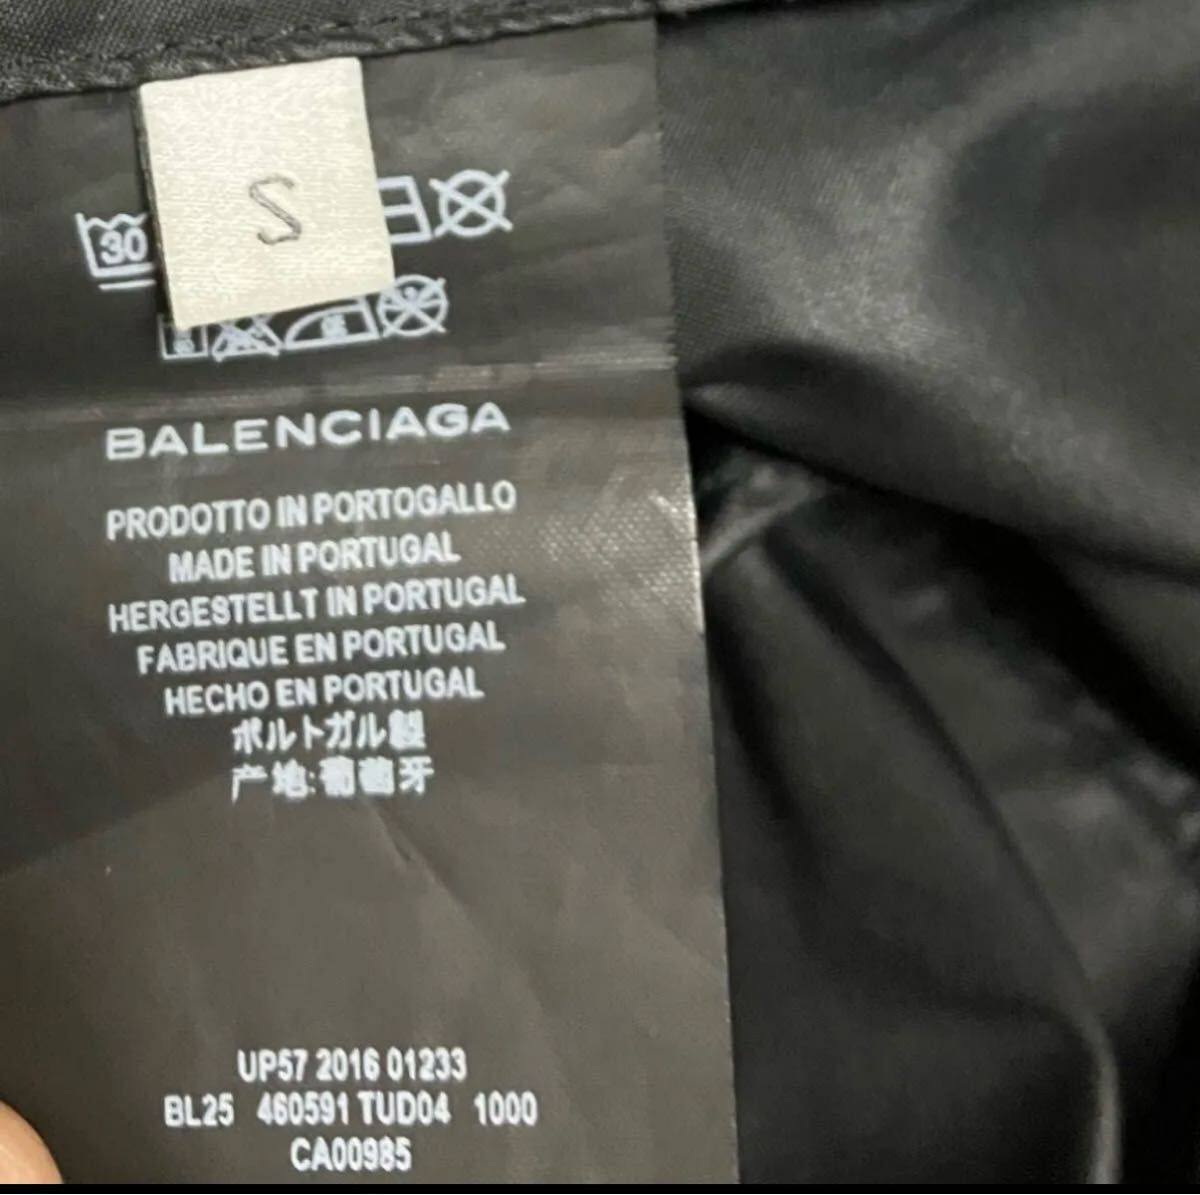 S
30
BALENCIAGA
PRODOTTO IN PORTOGALLO
MADE IN PORTUGAL
HERGESTELLT IN PORTUGAL
FABRIQUE EN PORTUGAL
HECHO EN PORTUGAL
ポルトガル製
产地:葡萄牙
UP57 2016 01233
BL25 460591 TUD04 1000
CA00985